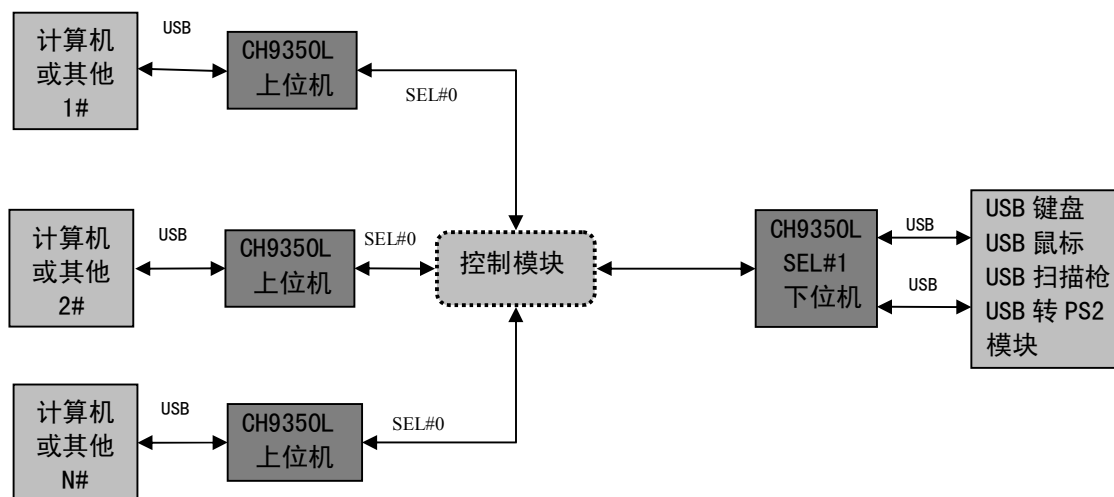 计算机
或其他
1#
USB
CH9350L
上位机
SEL#0
计算机
或其他
2#
USB
CH9350L
上位机
SEL#0
控制模块
CH9350L
SEL#1
下位机
USB
USB
USB 键盘
USB 鼠标
USB 扫描枪
USB 转 PS2
模块
计算机
或其他
N#
USB
CH9350L
上位机
SEL#0